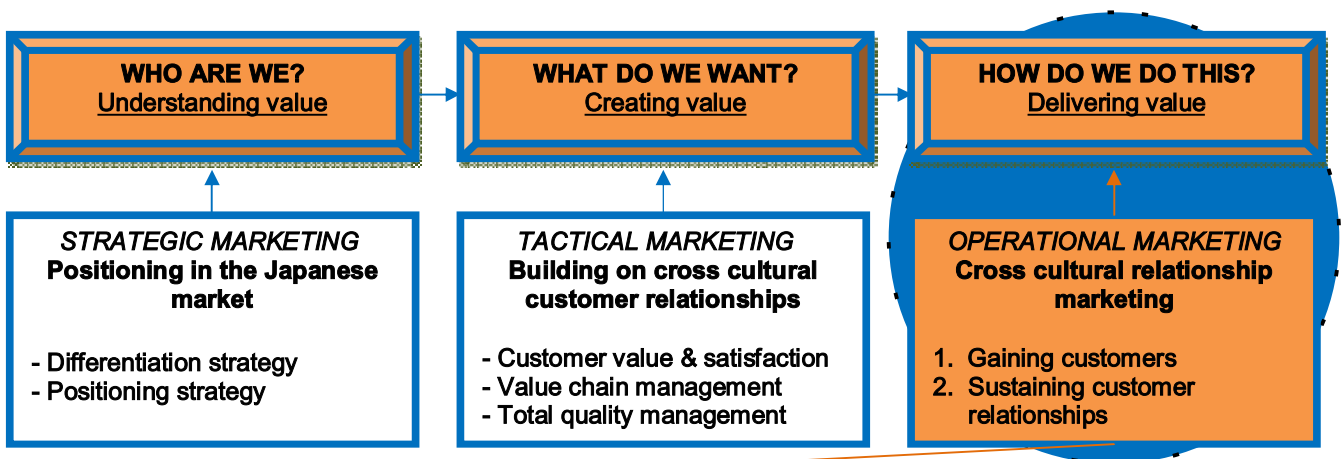 WHO ARE WE?
Understanding value
WHAT DO WE WANT?
Creating value
HOW DO WE DO THIS?
Delivering value
STRATEGIC MARKETING
Positioning in the Japanese
market
- Differentiation strategy
- Positioning strategy
TACTICAL MARKETING
Building on cross cultural
customer relationships
- Customer value & satisfaction
- Value chain management
- Total quality management
OPERATIONAL MARKETING
Cross cultural relationship
marketing
1. Gaining customers
2. Sustaining customer
relationships